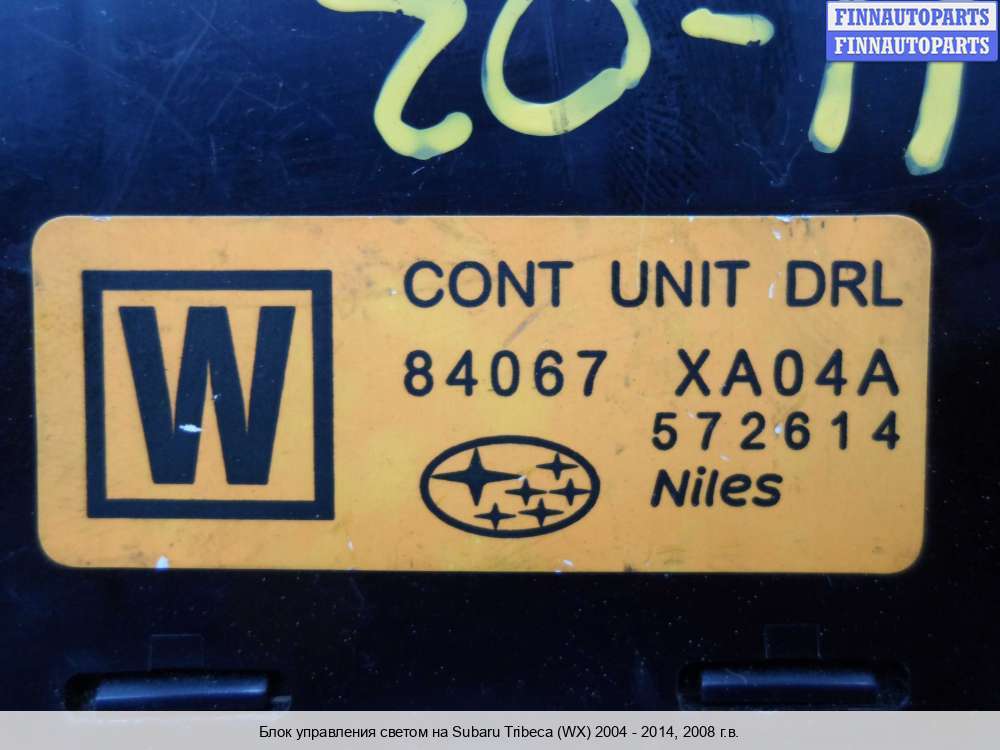 20-11
FINNAUTOPARTS
FINNAUTOPARTS
W
CONT UNIT DRL
84067 XA04A
572614
Niles
Блок управления светом на Subaru Tribeca (WX) 2004 - 2014, 2008 г.в.